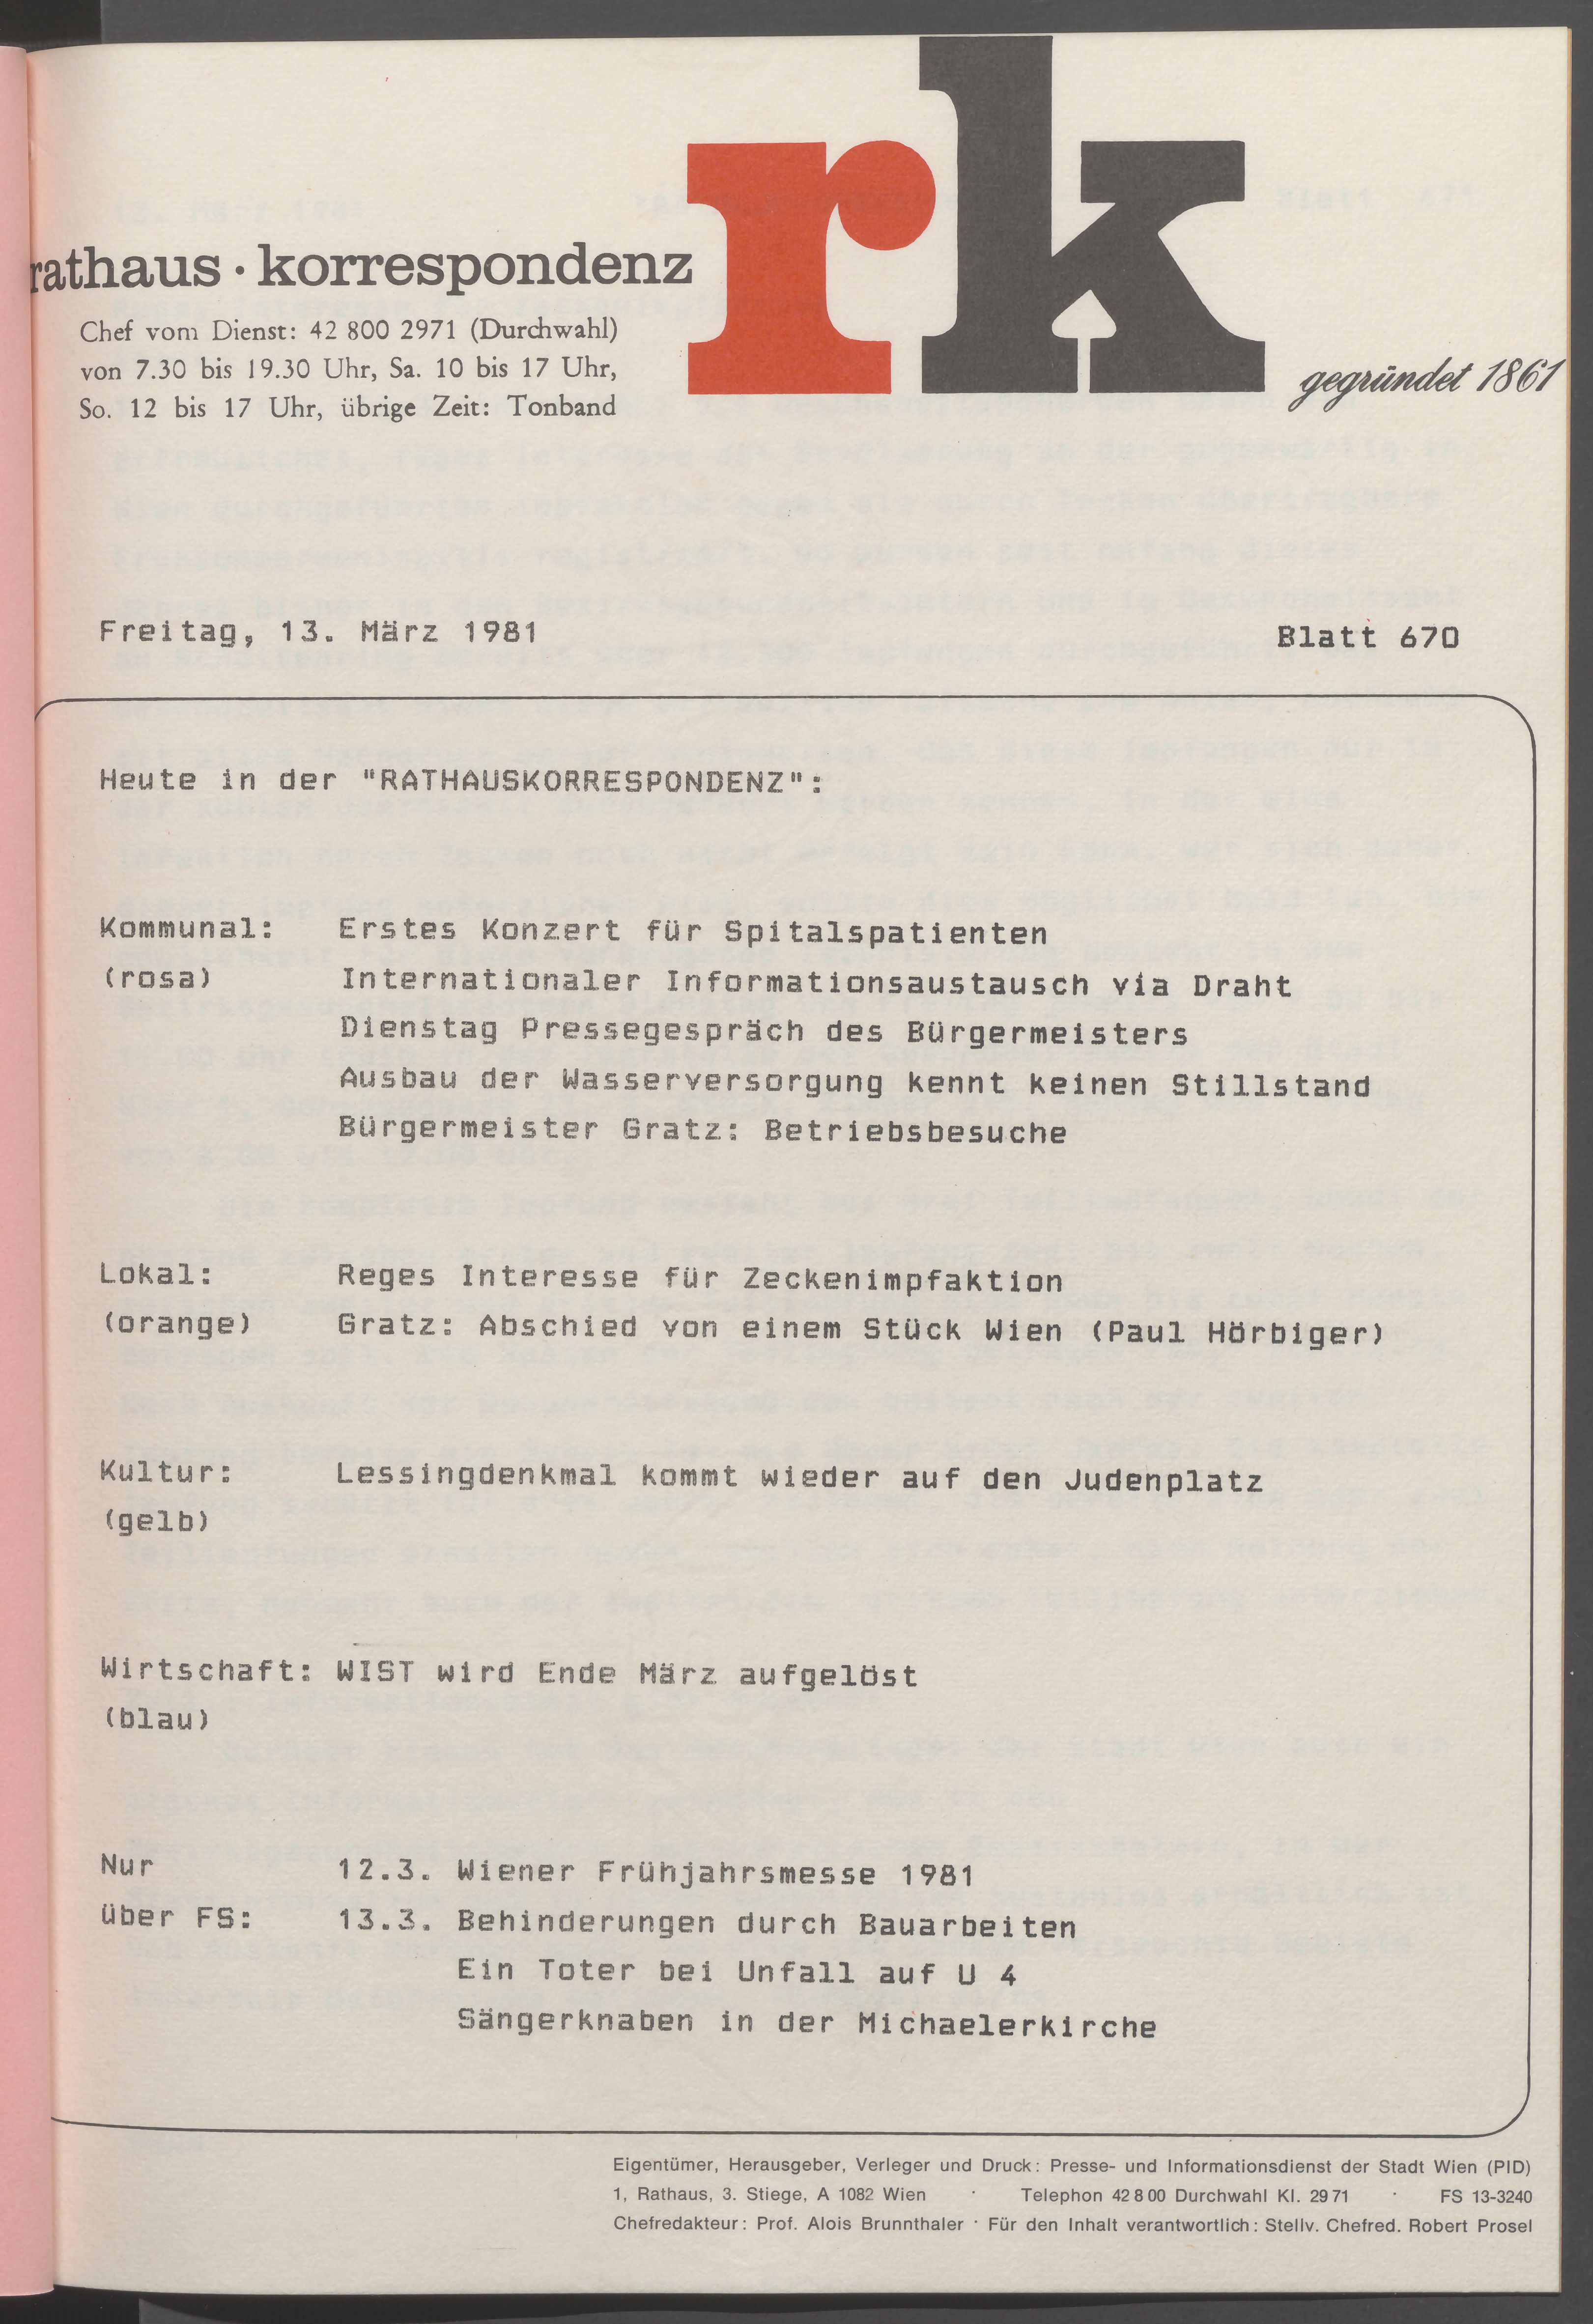 rk
rathaus · korrespondenz
Chef vom Dienst: 42 800 2971 (Durchwahl)
von 7.30 bis 19.30 Uhr, Sa. 10 bis 17 Uhr,
So. 12 bis 17 Uhr, übrige Zeit: Tonband
gegründet 1861
Freitag, 13. März 1981 Blatt 670
Heute in der "RATHAUSKORRESPONDENZ":
Kommunal: Erstes Konzert für Spitalspatienten
(rosa) Internationaler Informationsaustausch via Draht
Dienstag Pressegespräch des Bürgermeisters
Ausbau der Wasserversorgung kennt keinen Stillstand
Bürgermeister Gratz: Betriebsbesuche
Lokal: Reges Interesse für Zeckenimpfaktion
(orange) Gratz: Abschied von einem Stück Wien (Paul Hörbiger)
Kultur: Lessingdenkmal kommt wieder auf den Judenplatz
(gelb)
Wirtschaft: WIST wird Ende März aufgelöst
(blau)
Nur 12.3. Wiener Frühjahrsmesse 1981
über FS: 13.3. Behinderungen durch Bauarbeiten
Ein Toter bei Unfall auf U 4
Sängerknaben in der Michaelerkirche
Eigentümer, Herausgeber, Verleger und Druck: Presse- und Informationsdienst der Stadt Wien (PID)
1, Rathaus, 3. Stiege, A 1082 Wien · Telephon 42 8 00 Durchwahl Kl. 29 71 · FS 13-3240
Chefredakteur: Prof. Alois Brunnthaler · Für den Inhalt verantwortlich: Stellv. Chefred. Robert Prosel